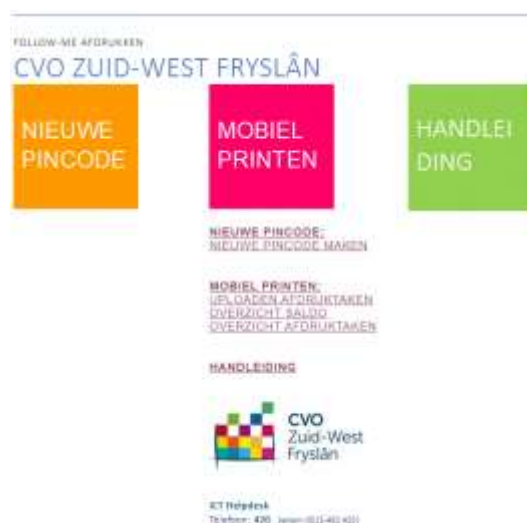 FOLLOW-ME AFDRUKKEN
CVO ZUID-WEST FRYSLÂN
NIEUWE
PINCODE
MOBIEL
PRINTEN
HANDLEI
DING
NIEUWE PINCODE:
NIEUWE PINCODE MAKEN
MOBIEL PRINTEN:
UPLOADEN AFDRUKTAKEN
OVERZICHT SALDO
OVERZICHT AFDRUKTAKEN
HANDLEIDING
CVO
Zuid-West
Fryslân
ICT Helpdesk
Telefoon: 426